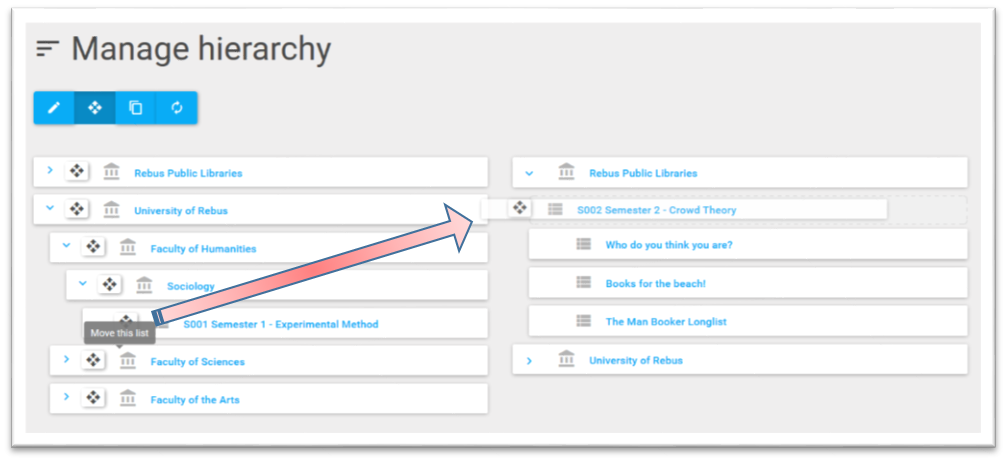 Manage hierarchy
Rebus Public Libraries
University of Rebus
Faculty of Humanities
Sociology
S001 Semester 1 - Experimental Method
Move this list
Faculty of Sciences
Faculty of the Arts
Rebus Public Libraries
S002 Semester 2 - Crowd Theory
Who do you think you are?
Books for the beach!
The Man Booker Longlist
University of Rebus